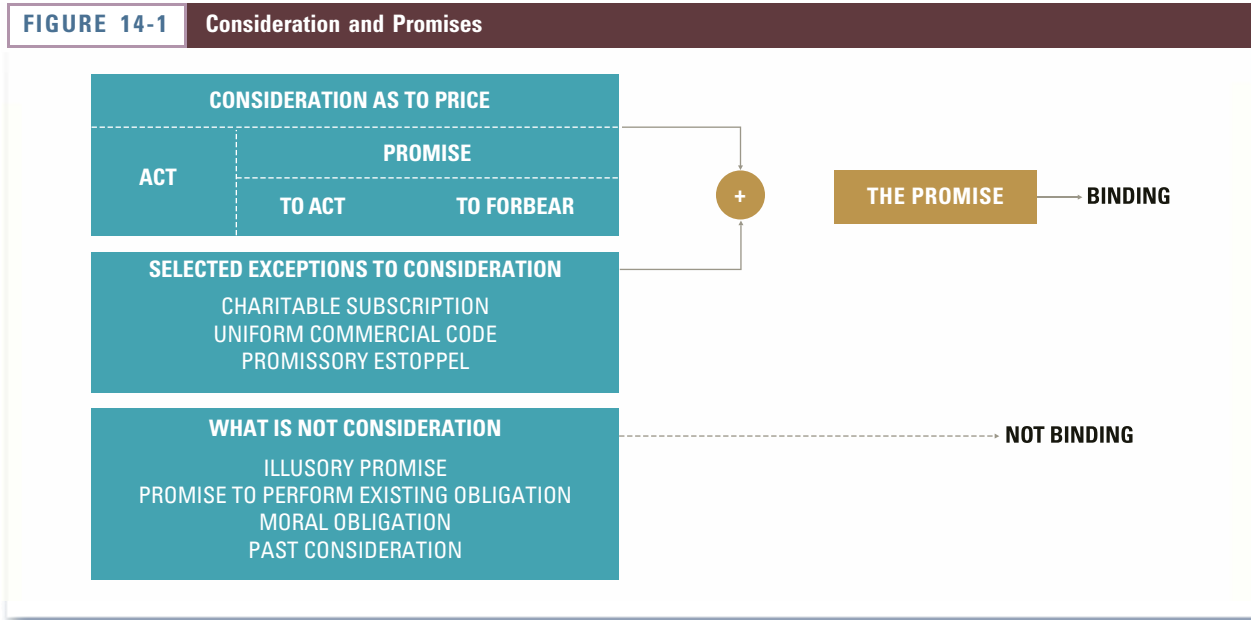 FIGURE 14-1 Consideration and Promises
CONSIDERATION AS TO PRICE
ACT
PROMISE
TO ACT TO FORBEAR
+
THE PROMISE
BINDING
SELECTED EXCEPTIONS TO CONSIDERATION
CHARITABLE SUBSCRIPTION
UNIFORM COMMERCIAL CODE
PROMISSORY ESTOPPEL
WHAT IS NOT CONSIDERATION
ILLUSORY PROMISE
PROMISE TO PERFORM EXISTING OBLIGATION
MORAL OBLIGATION
PAST CONSIDERATION
NOT BINDING